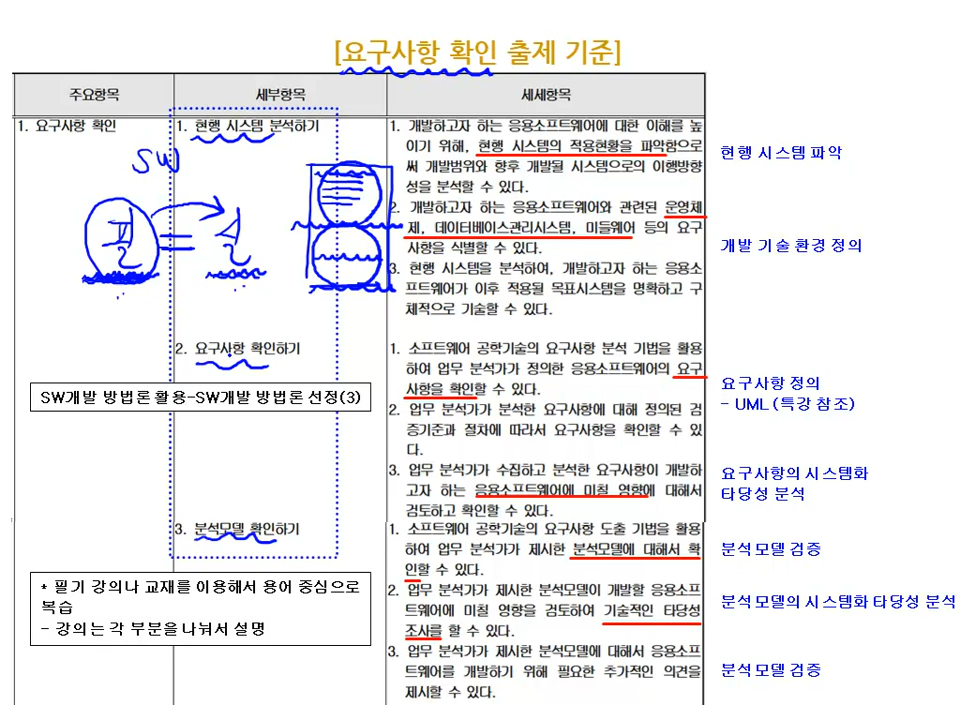 [요구사항 확인 출제 기준]
주요항목 세부항목 세세항목
1. 요구사항 확인
1. 현행 시스템 분석하기
1. 개발하고자 하는 응용소프트웨어에 대한 이해를 높
이기 위해, 현행 시스템의 적용현황을 파악함으로
써 개발범위와 향후 개발될 시스템으로의 이행방향
성을 분석할 수 있다.
현행 시스템 파악
SW
필
실
2. 개발하고자 하는 응용소프트웨어와 관련된 운영체
제, 데이터베이스관리시스템, 미들웨어 등의 요구
사항을 식별할 수 있다.
개발 기술 환경 정의
3. 현행 시스템을 분석하여, 개발하고자 하는 응용소
프트웨어가 이후 적용될 목표시스템을 명확하고 구
체적으로 기술할 수 있다.
2. 요구사항 확인하기
1. 소프트웨어 공학기술의 요구사항 분석 기법을 활용
하여 업무 분석가가 정의한 응용소프트웨어의 요구
사항을 확인할 수 있다.
요구사항 정의
- UML (특강 참조)
SW개발 방법론 활용-SW개발 방법론 선정(3)
2. 업무 분석가가 분석한 요구사항에 대해 정의된 검
증기준과 절차에 따라서 요구사항을 확인할 수 있
다.
3. 업무 분석가가 수집하고 분석한 요구사항이 개발하
고자 하는 응용소프트웨어에 미칠 영향에 대해서
검토하고 확인할 수 있다.
요구사항의 시스템화
타당성 분석
3. 분석모델 확인하기
1. 소프트웨어 공학기술의 요구사항 도출 기법을 활용
하여 업무 분석가가 제시한 분석모델에 대해서 확
인할 수 있다.
분석모델 검증
* 필기 강의나 교재를 이용해서 용어 중심으로
복습
- 강의는 각 부분을 나눠서 설명
2. 업무 분석가가 제시한 분석모델이 개발할 응용소프
트웨어에 미칠 영향을 검토하여 기술적인 타당성
조사를 할 수 있다.
분석모델의 시스템화 타당성 분석
3. 업무 분석가가 제시한 분석모델에 대해서 응용소프
트웨어를 개발하기 위해 필요한 추가적인 의견을
제시할 수 있다.
분석모델 검증